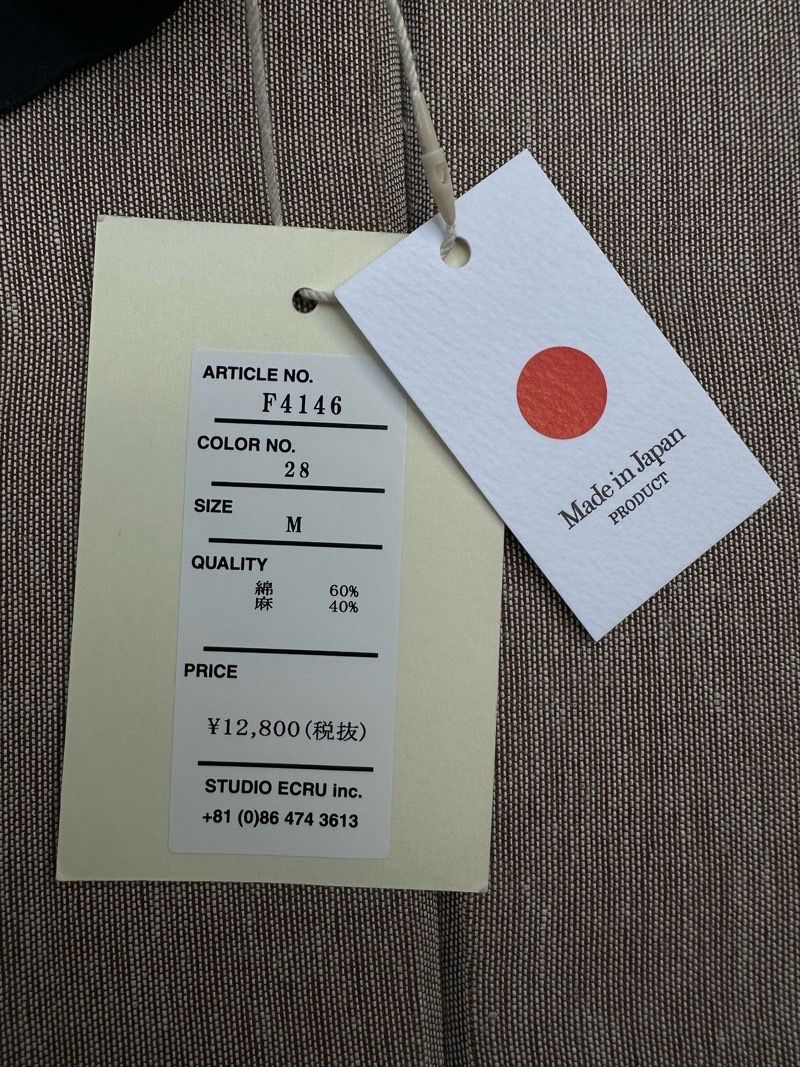 ARTICLE NO.
F4146
COLOR NO.
28
SIZE
M
QUALITY
綿 60%
麻 40%
PRICE
¥12,800(税抜)
STUDIO ECRU inc.
+81 (0)86 474 3613
Made in Japan
PRODUCT